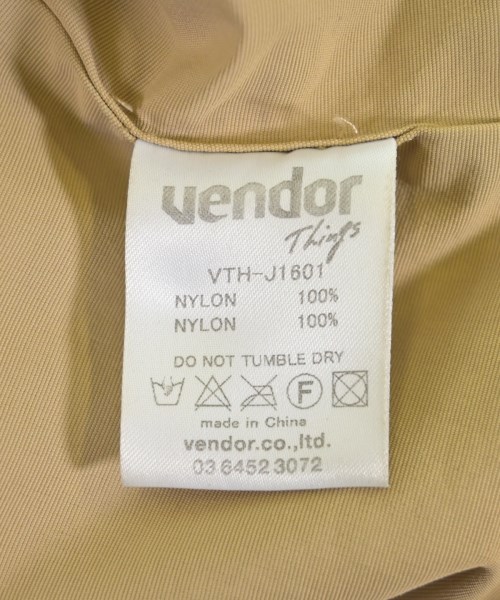 vendor
Things
VTH-J1601
NYLON 100%
NYLON 100%
DO NOT TUMBLE DRY
F
made in China
vendor.co.,ltd.
03 6452 3072